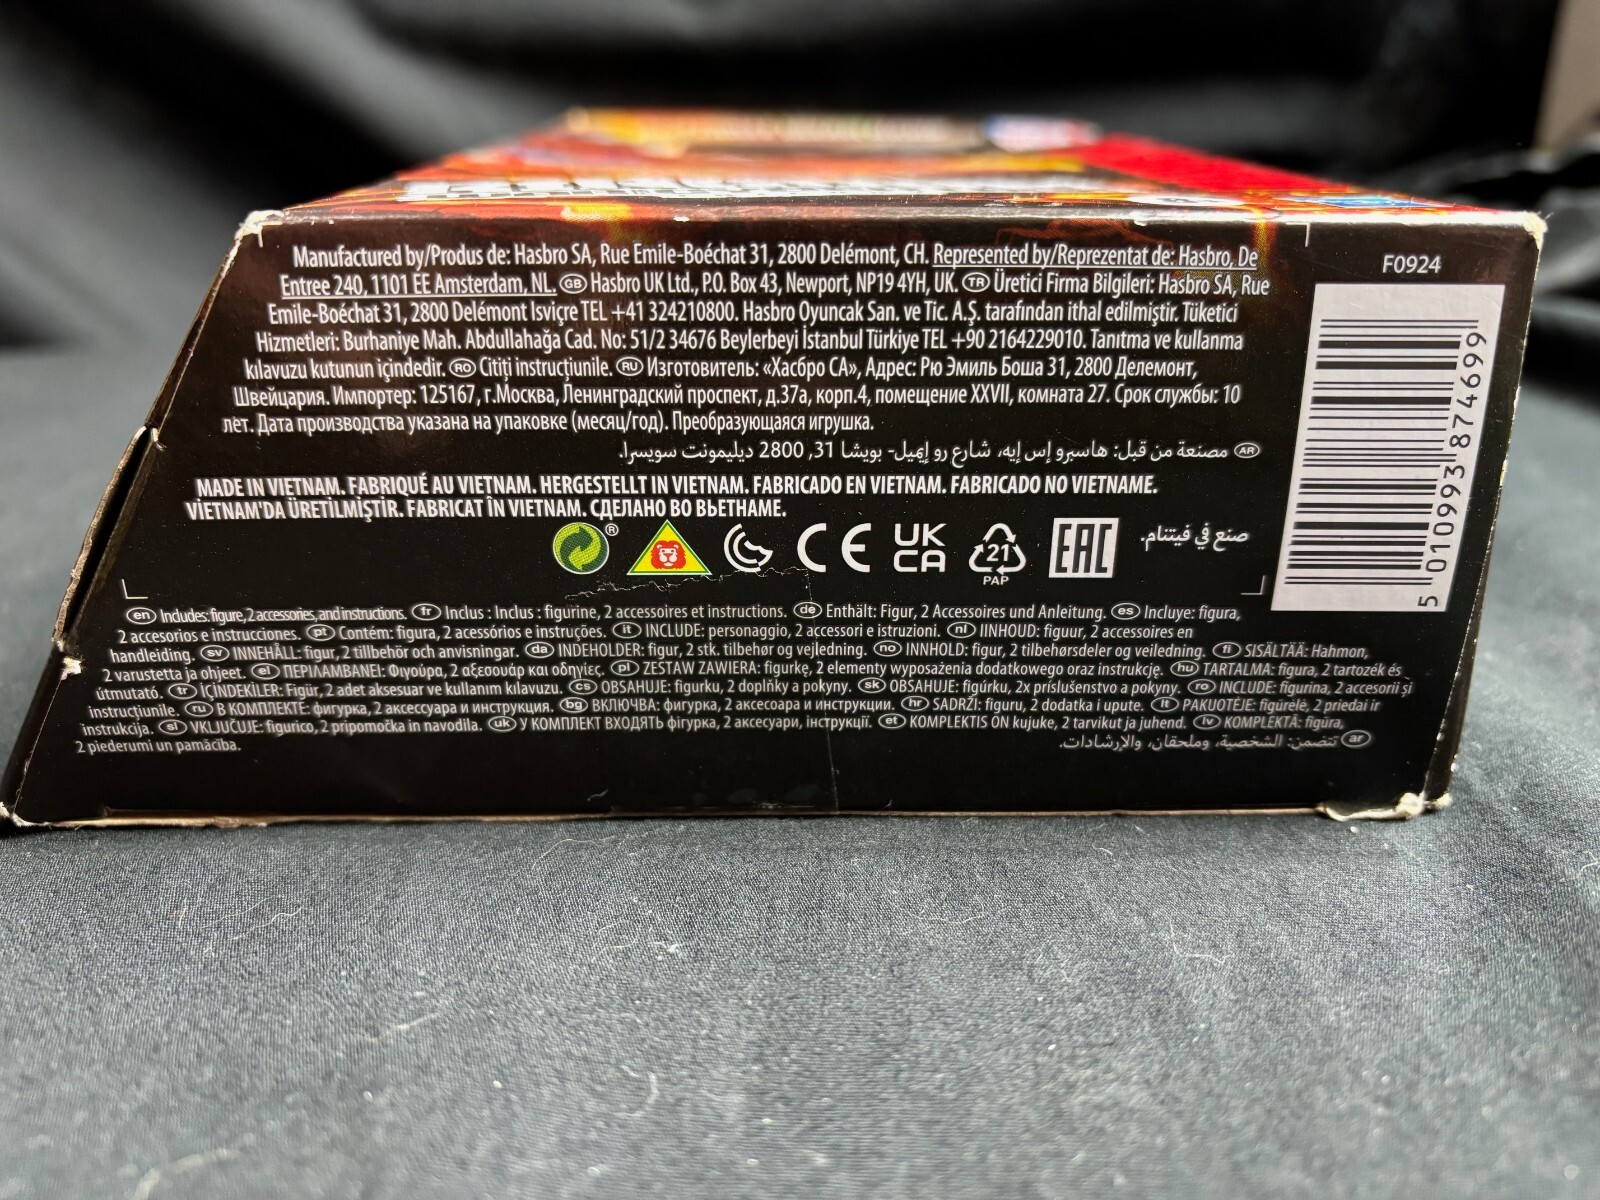 Manufactured by/Produs de: Hasbro SA, Rue Emile-Boéchat 31, 2800 Delémont, CH. Represented by/Reprezentat de: Hasbro, De
Entree 240, 1101 EE Amsterdam, NL. GB Hasbro UK Ltd., P.O. Box 43, Newport, NP19 4YH, UK. TR Üretici Firma Bilgileri: Hasbro SA, Rue
Emile-Boéchat 31, 2800 Delémont Isviçre TEL +41 324210800. Hasbro Oyuncak San. ve Tic. A.Ş. tarafından ithal edilmiştir. Tüketici
Hizmetleri: Burhaniye Mah. Abdullahağa Cad. No: 51/2 34676 Beylerbeyi İstanbul Türkiye TEL +90 2164229010. Tanıtma ve kullanma
kılavuzu kutunun içindedir. RO Citiți instrucțiunile. RU Изготовитель: «Хасбро СА», Адрес: Рю Эмиль Боша 31, 2800 Делемонт,
Швейцария. Импортер: 125167, г.Москва, Ленинградский проспект, д.37а, корп.4, помещение XXVII, комната 27. Срок службы: 10
лет. Дата производства указана на упаковке (месяц/год). Преобразующаяся игрушка.
AR مصنعة من قبل: هاسبرو إس إيه، شارع رو إيميل- بويشا 31, 2800 ديليمونت سويسرا.
MADE IN VIETNAM. FABRIQUÉ AU VIETNAM. HERGESTELLT IN VIETNAM. FABRICADO EN VIETNAM. FABRICADO NO VIETNAME.
VİETNAM'DA ÜRETİLMİŞTİR. FABRICAT ÎN VIETNAM. СДЕЛАНО ВО ВЬЕТНАМЕ.
® CE UK CA 21 PAP EAC صنع في فيتنام.
en Includes: figure, 2 accessories, and instructions. fr Inclus : Inclus : figurine, 2 accessoires et instructions. de Enthält: Figur, 2 Accessoires und Anleitung. es Incluye: figura,
2 accesorios e instrucciones. pt Contém: figura, 2 acessórios e instruções. it INCLUDE: personaggio, 2 accessori e istruzioni. nl IINHOUD: figuur, 2 accessoires en
handleiding. sv INNEHÅLL: figur, 2 tillbehör och anvisningar. da INDEHOLDER: figur, 2 stk. tilbehør og vejledning. no INNHOLD: figur, 2 tilbehørsdeler og veiledning. fi SISÄLTÄÄ: Hahmon,
2 varustetta ja ohjeet. el ΠΕΡΙΛΑΜΒΑΝΕΙ: Φιγούρα, 2 αξεσουάρ και οδηγίες. pl ZESTAW ZAWIERA: figurkę, 2 elementy wyposażenia dodatkowego oraz instrukcję. hu TARTALMA: figura, 2 tartozék és
útmutató. tr İÇİNDEKİLER: Figür, 2 adet aksesuar ve kullanım kılavuzu. cs OBSAHUJE: figurku, 2 doplňky a pokyny. sk OBSAHUJE: figúrku, 2x príslušenstvo a pokyny. ro INCLUDE: figurina, 2 accesorii și
instrucțiunile. ru В КОМПЛЕКТЕ: фигурка, 2 аксессуара и инструкция. bg ВКЛЮЧВА: фигурка, 2 аксесоара и инструкции. hr SADRŽI: figuru, 2 dodatka i upute. lt PAKUOTĖJE: figūrėlė, 2 priedai ir
instrukcija. sl VKLJUČUJE: figurico, 2 pripomočka in navodila. uk У КОМПЛЕКТ ВХОДЯТЬ фігурка, 2 аксесуари, інструкції. et KOMPLEKTIS ON kujuke, 2 tarvikut ja juhend. lv KOMPLEKTĀ: figūra,
2 piederumi un pamācība.
ar تتضمن: الشخصية، وملحقان، والإرشادات.
F0924
5 010993 874699